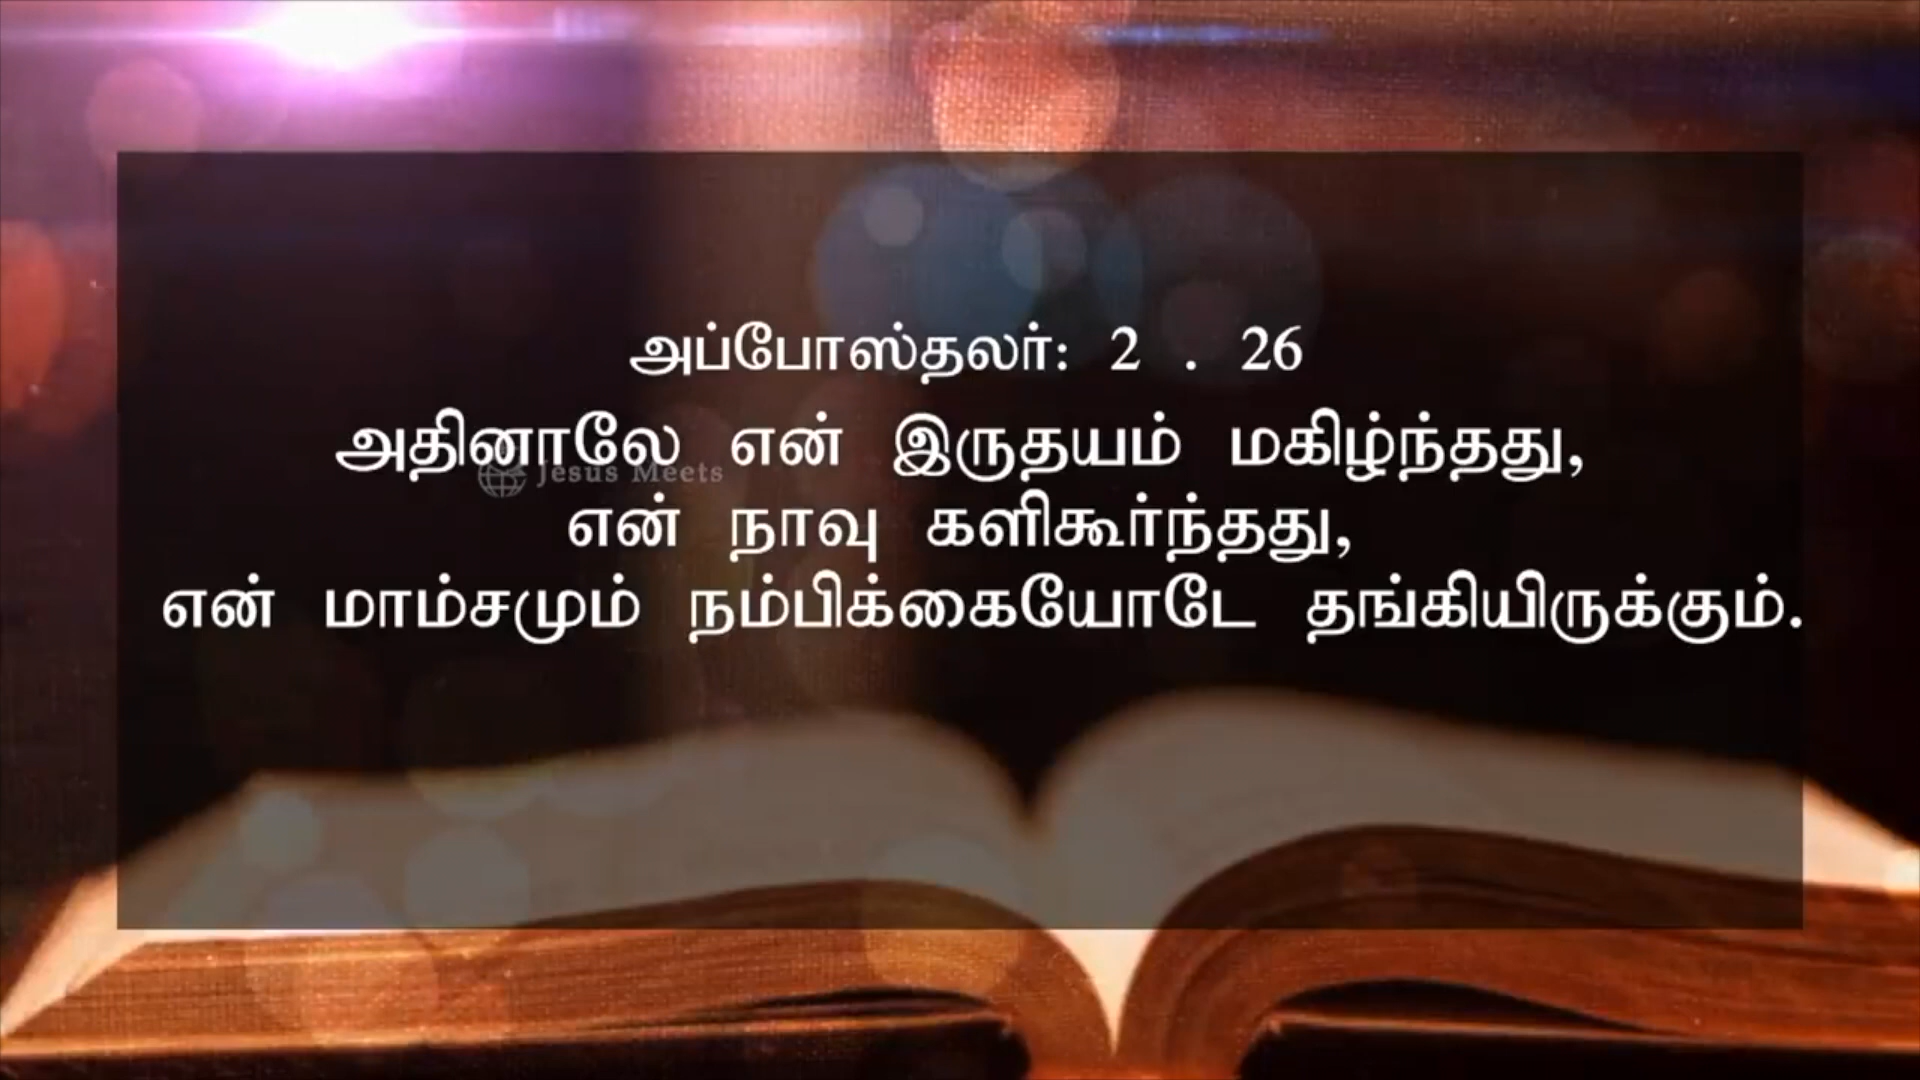 அப்போஸ்தலர்: 2 . 26
அதினாலே என் இருதயம் மகிழ்ந்தது,
Jesus Meets
என் நாவு களிகூர்ந்தது,
என் மாம்சமும் நம்பிக்கையோடே தங்கியிருக்கும்.